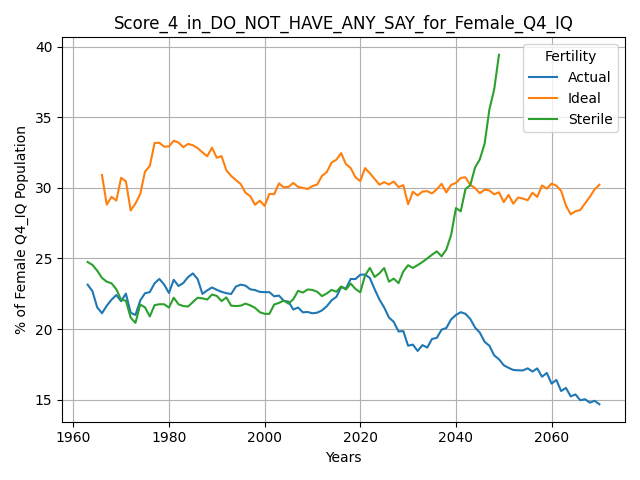 Score_4_in_DO_NOT_HAVE_ANY_SAY_for_Female_Q4_IQ
Fertility
Actual
Ideal
Sterile
% of Female Q4_IQ Population
40
35
30
25
20
15
1960
1980
2000
2020
2040
2060
Years